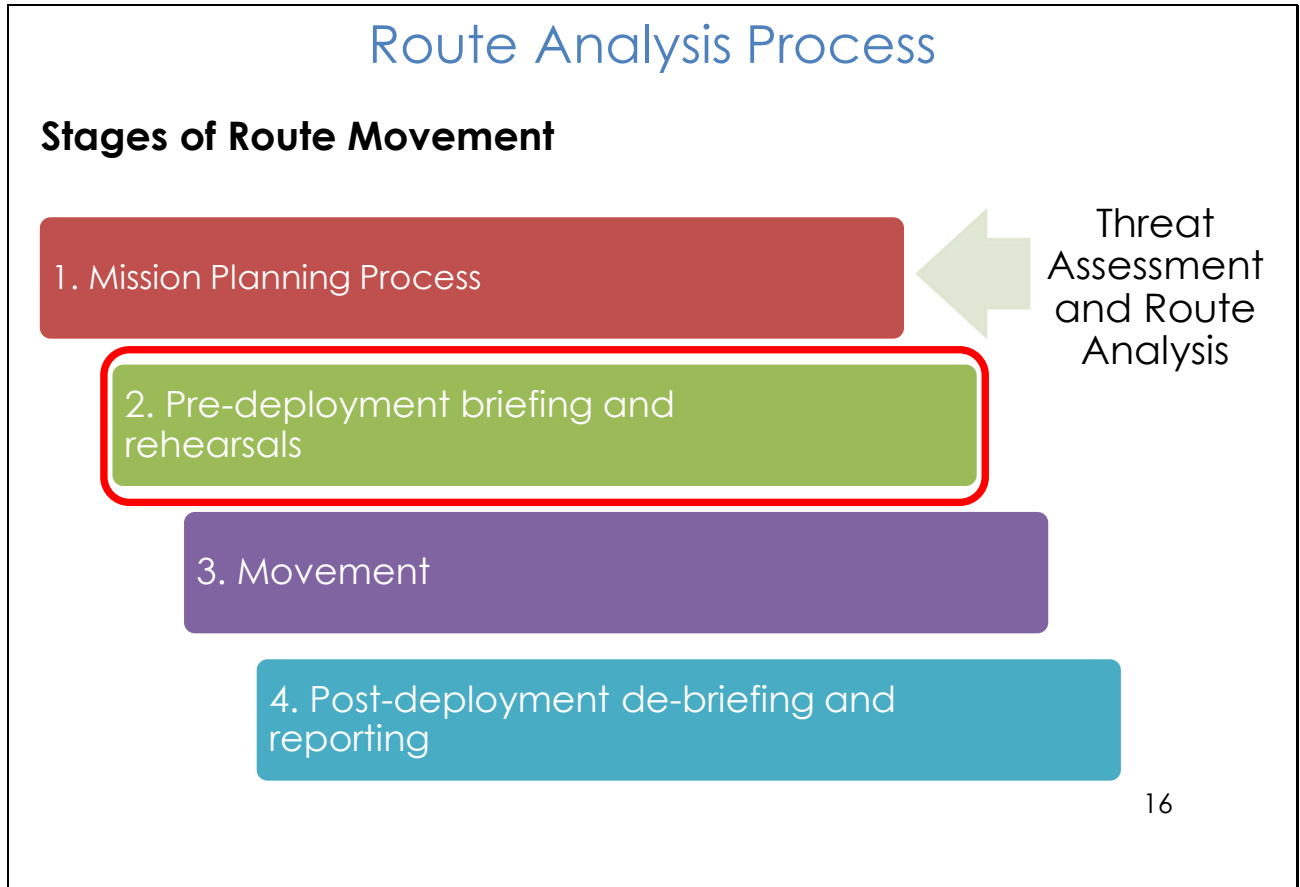 Route Analysis Process
Stages of Route Movement
1. Mission Planning Process
Threat
Assessment
and Route
Analysis
2. Pre-deployment briefing and
rehearsals
3. Movement
4. Post-deployment de-briefing and
reporting
16